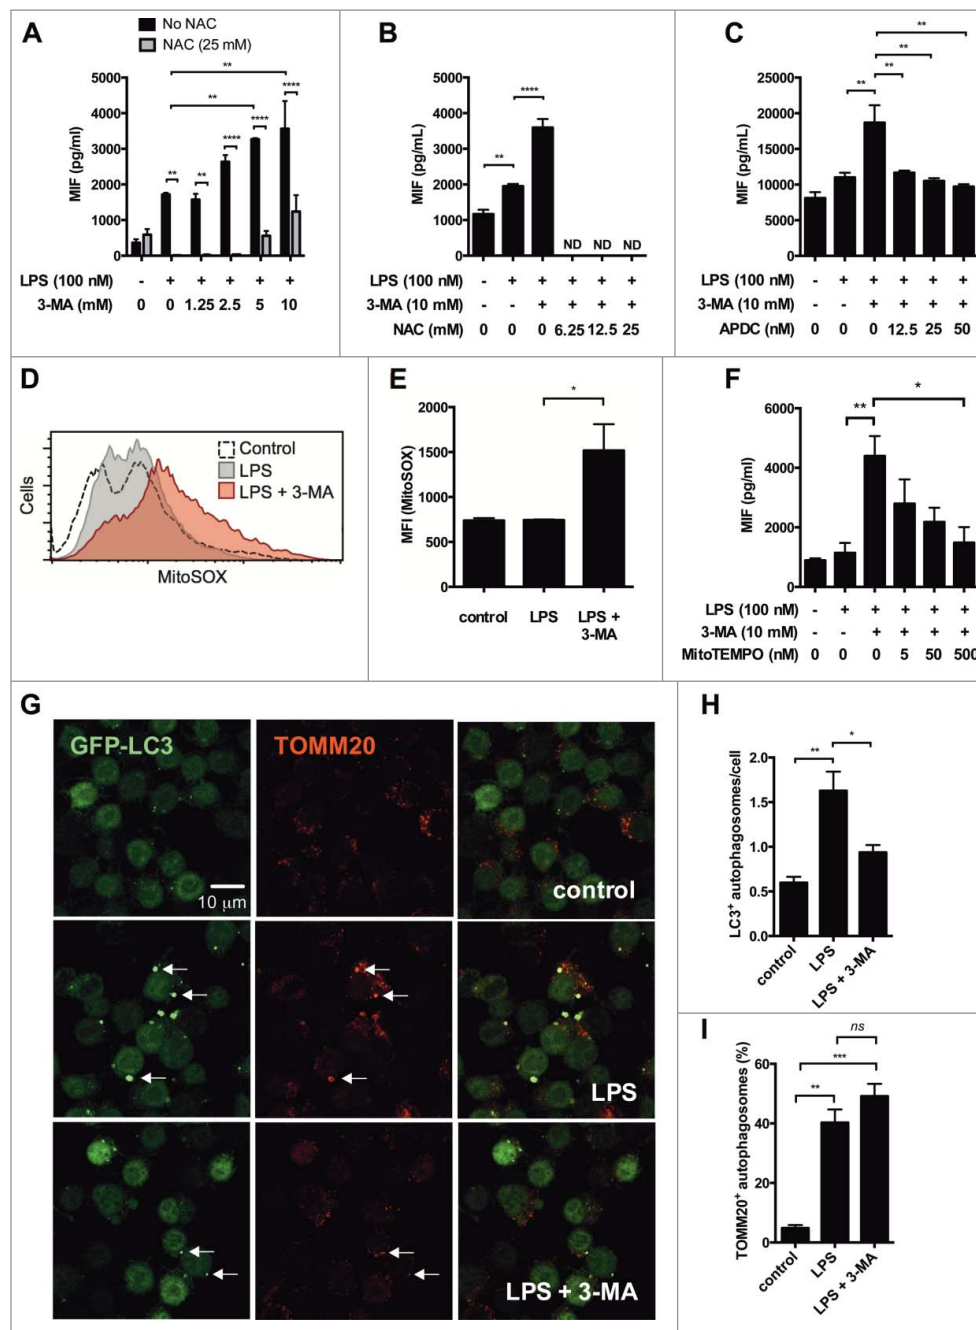 A
No NAC
NAC (25 mM)
**
**
****
****
****
**
**
5000
4000
3000
2000
1000
0
MIF (pg/ml)
LPS (100 nM) - + + + + +
3-MA (mM) 0 0 1.25 2.5 5 10
B
****
**
5000
4000
3000
2000
1000
0
MIF (pg/mL)
ND ND ND
LPS (100 nM) - + + + + +
3-MA (10 mM) - - + + + +
NAC (mM) 0 0 0 6.25 12.5 25
C
**
**
**
**
25000
20000
15000
10000
5000
0
MIF (pg/mL)
LPS (100 nM) - + + + + +
3-MA (10 mM) - - + + + +
APDC (nM) 0 0 0 12.5 25 50
D
Control
LPS
LPS + 3-MA
Cells
MitoSOX
E
*
2000
1500
1000
500
0
MFI (MitoSOX)
control LPS LPS +
3-MA
F
*
**
6000
4000
2000
0
MIF (pg/ml)
LPS (100 nM) - + + + + +
3-MA (10 mM) - - + + + +
MitoTEMPO (nM) 0 0 0 5 50 500
G
GFP-LC3 TOMM20
10 μm
control
LPS
LPS + 3-MA
H
*
**
2.0
1.5
1.0
0.5
0.0
LC3+ autophagosomes/cell
control LPS LPS + 3-MA
I
ns
***
**
60
40
20
0
TOMM20+ autophagosomes (%)
control LPS LPS + 3-MA